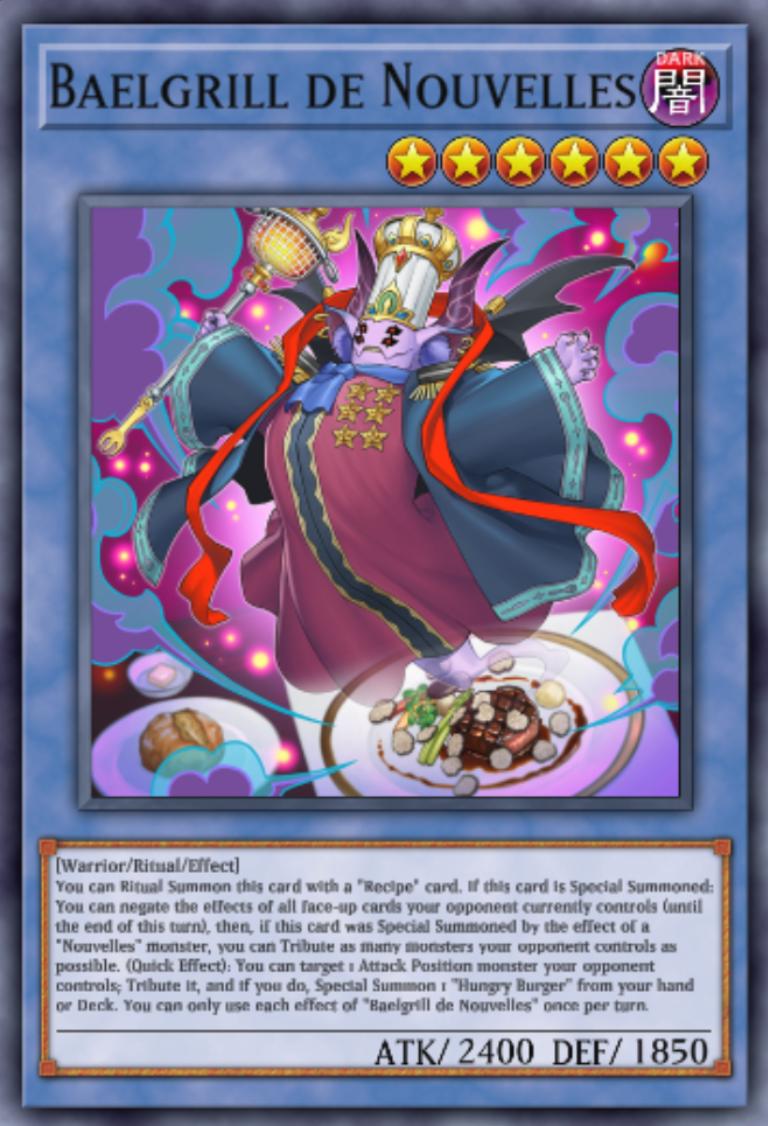 BAELGRILL DE NOUVELLES
DARK
闇
[Warrior/Ritual/Effect]
You can Ritual Summon this card with a "Recipe" card. If this card is Special Summoned:
You can negate the effects of all face-up cards your opponent currently controls (until
the end of this turn), then, if this card was Special Summoned by the effect of a
"Nouvelles" monster, you can Tribute as many monsters your opponent controls as
possible. (Quick Effect): You can target 1 Attack Position monster your opponent
controls; Tribute it, and if you do, Special Summon 1 "Hungry Burger" from your hand
or Deck. You can only use each effect of "Baelgrill de Nouvelles" once per turn.
ATK/ 2400 DEF/ 1850